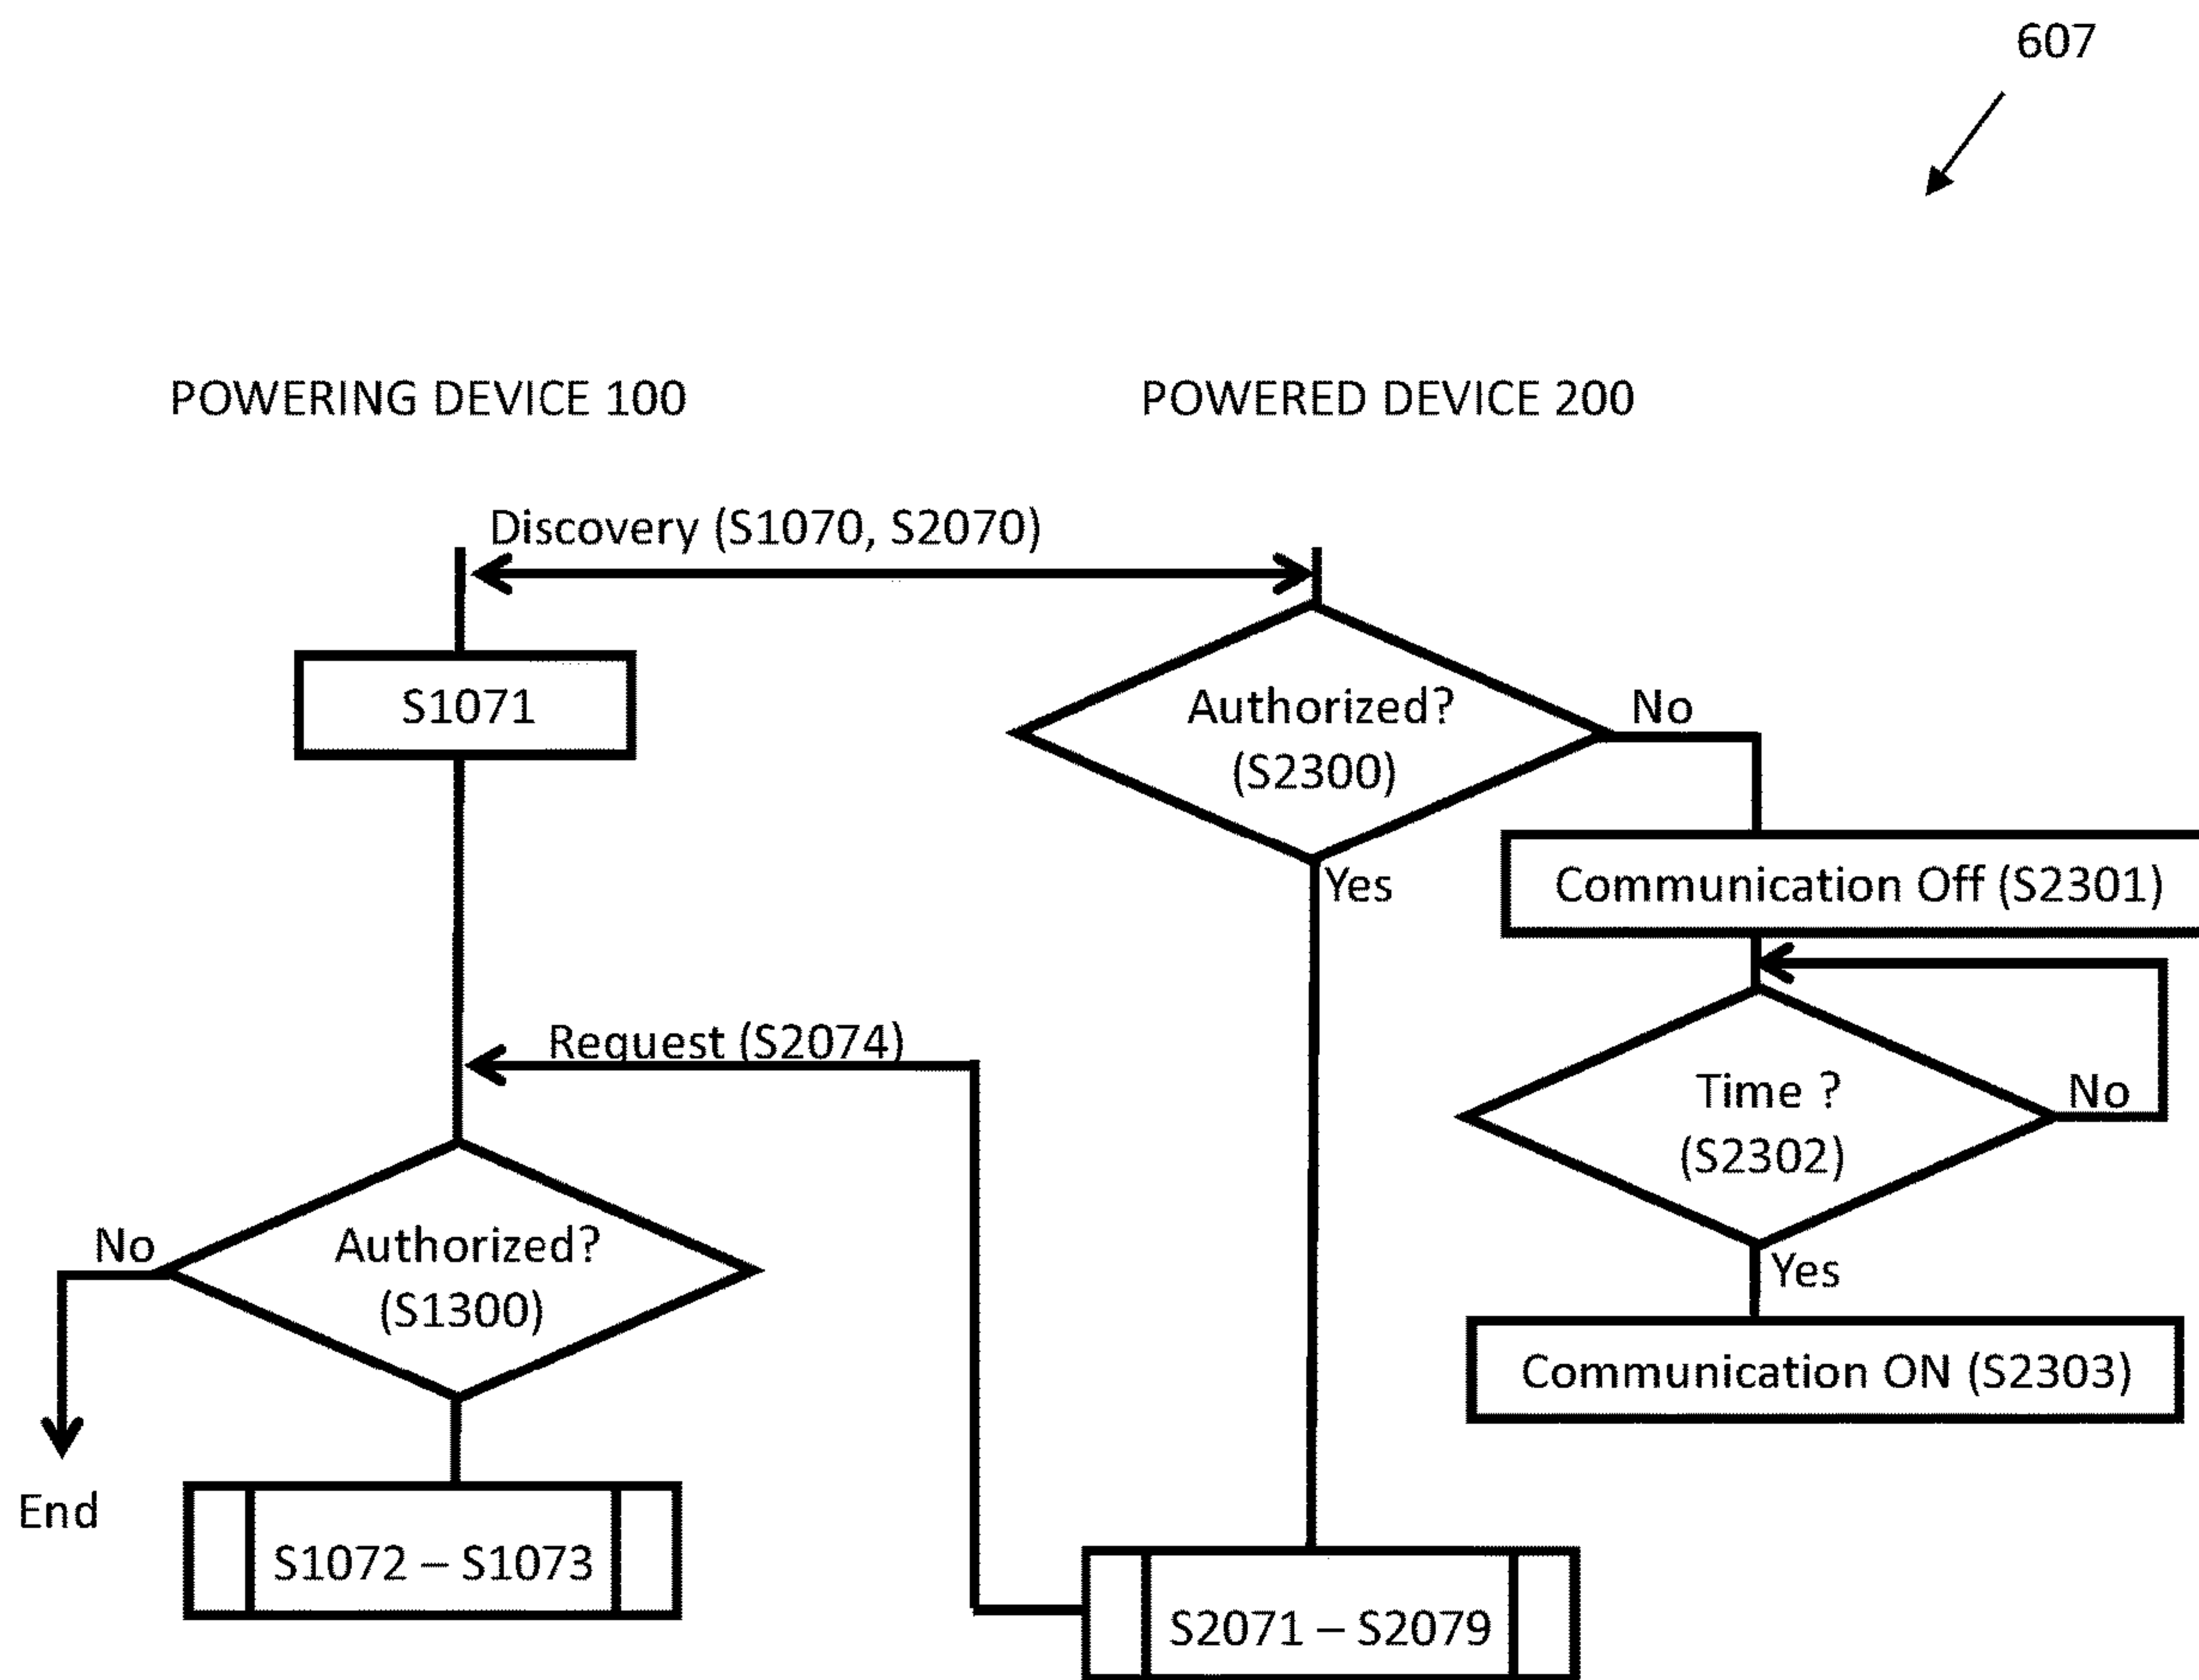 607
POWERING DEVICE 100
POWERED DEVICE 200
Discovery (S1070, S2070)
S1071
Authorized?
(S2300)
No
Yes
Communication Off (S2301)
Request (S2074)
Time ?
(S2302)
No
Yes
No
Authorized?
(S1300)
Communication ON (S2303)
End
S1072 – S1073
S2071 – S2079